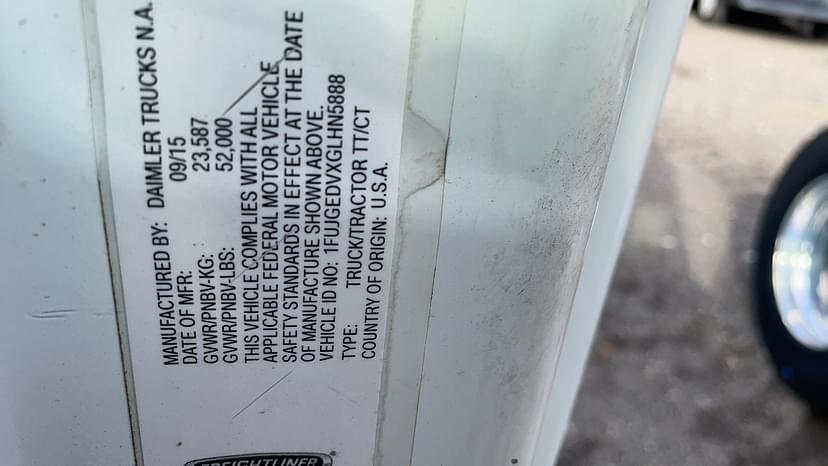 MANUFACTURED BY: DAIMLER TRUCKS N.A.
DATE OF MFR: 09/15
GVWR/PNBV-KG: 23,587
GVWR/PNBV-LBS: 52,000
THIS VEHICLE COMPLIES WITH ALL
APPLICABLE FEDERAL MOTOR VEHICLE
SAFETY STANDARDS IN EFFECT AT THE DATE
OF MANUFACTURE SHOWN ABOVE.
VEHICLE ID NO: 1FUJGEDVXGLHN5888
TYPE: TRUCK/TRACTOR TT/CT
COUNTRY OF ORIGIN: U.S.A.
FREIGHTLINER